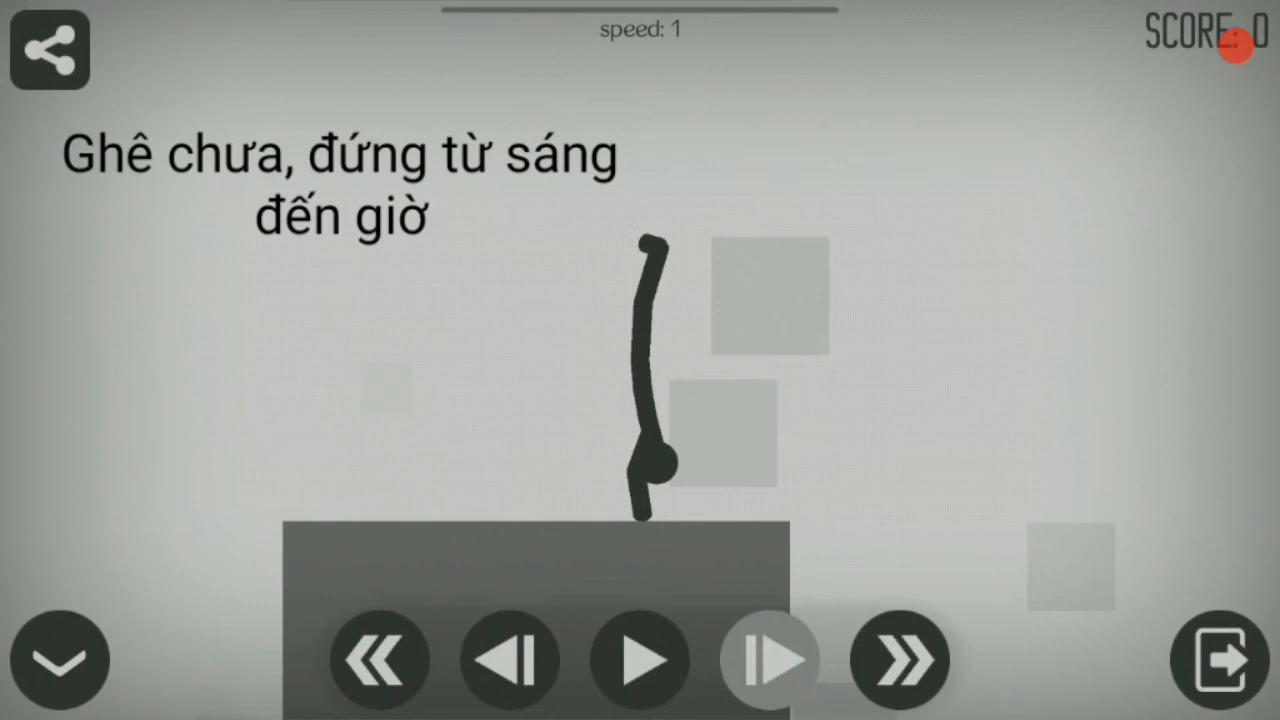 speed: 1
SCORE: 0
Ghê chưa, đứng từ sáng
đến giờ